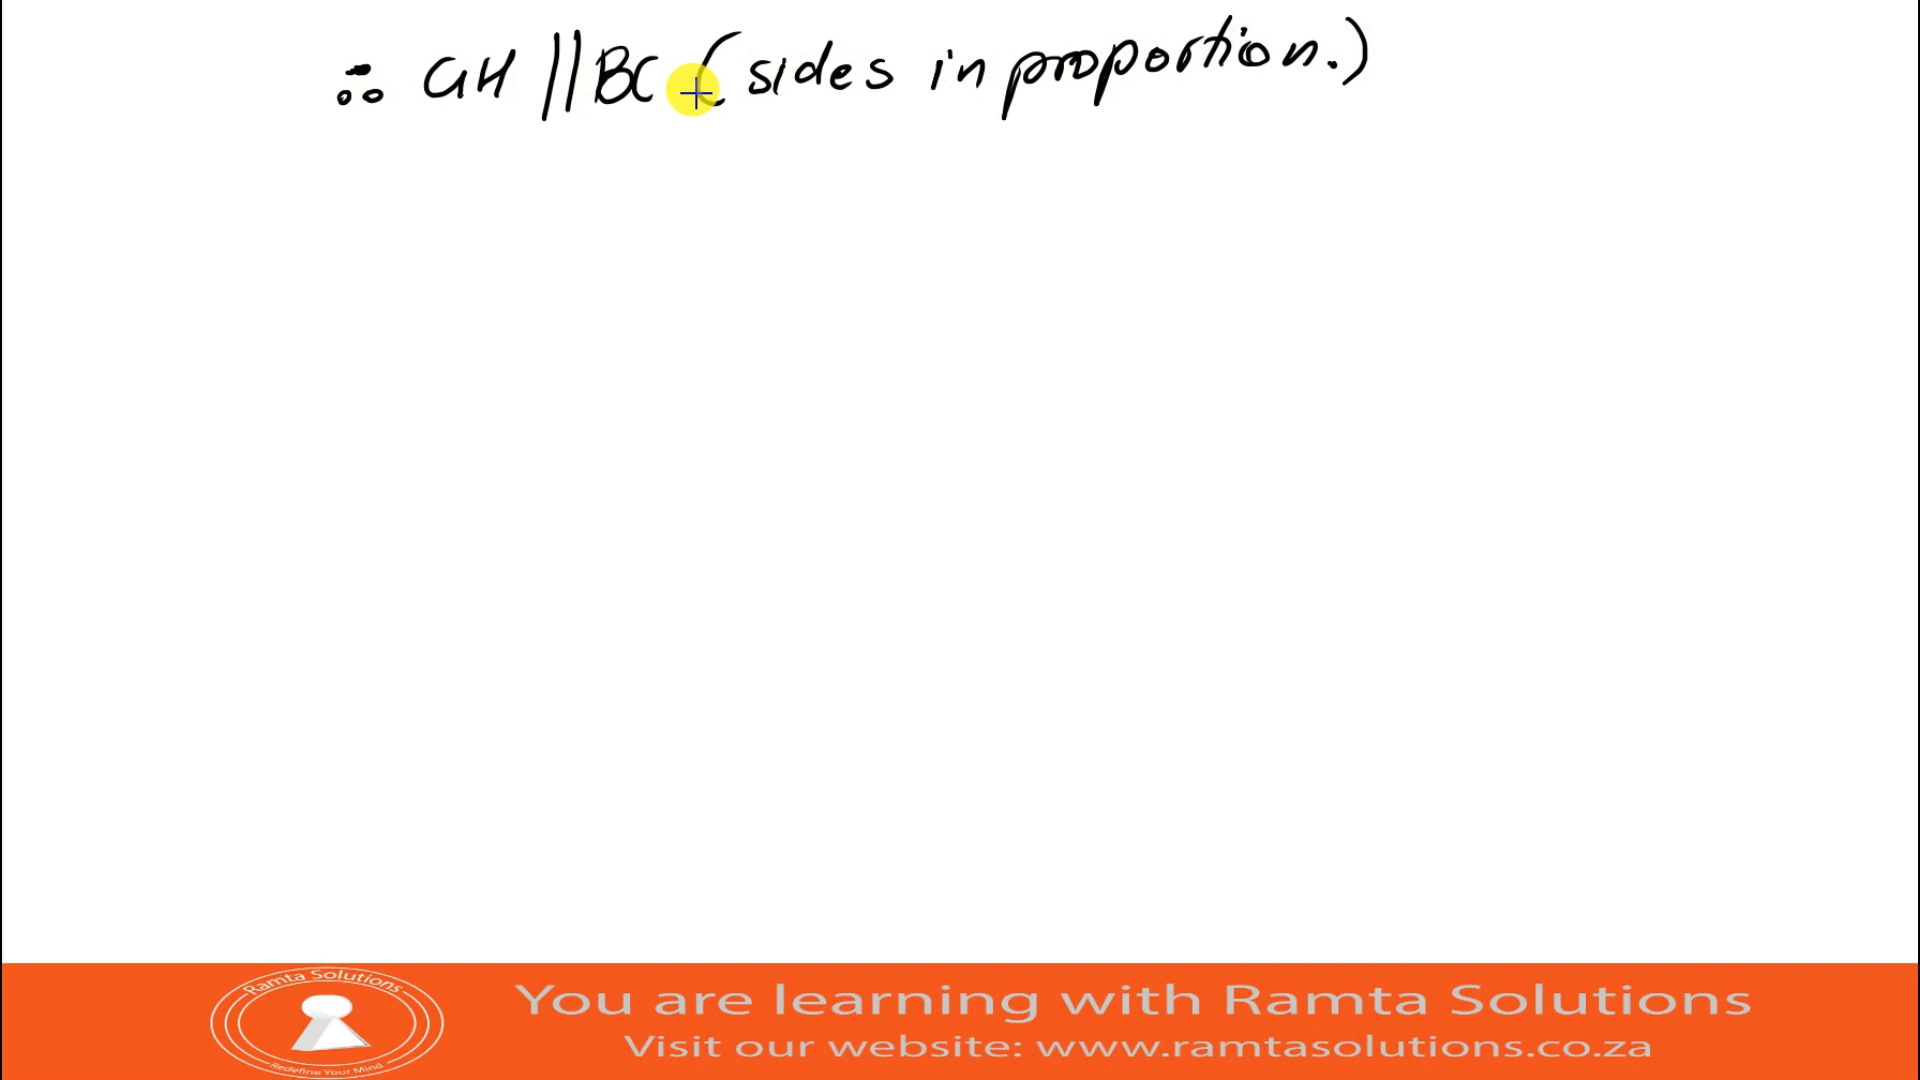 ∴ GH || BC (sides in proportion.)
Ramta Solutions
Redefine Your Mind
You are learning with Ramta Solutions
Visit our website: www.ramtasolutions.co.za